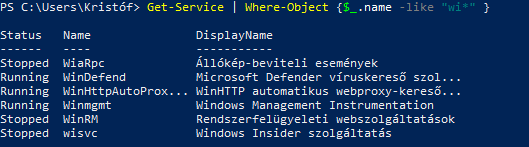 PS C:\Users\Kristóf> Get-Service | Where-Object {$_.name -like "wi*" }
Status   Name               DisplayName
------   ----               -----------
Stopped  WiaRpc             Állókép-beviteli események
Running  WinDefend          Microsoft Defender víruskereső szol...
Running  WinHttpAutoProx... WinHTTP automatikus webproxy-kereső...
Running  Winmgmt            Windows Management Instrumentation
Stopped  WinRM              Rendszerfelügyeleti webszolgáltatások
Stopped  wisvc              Windows Insider szolgáltatás